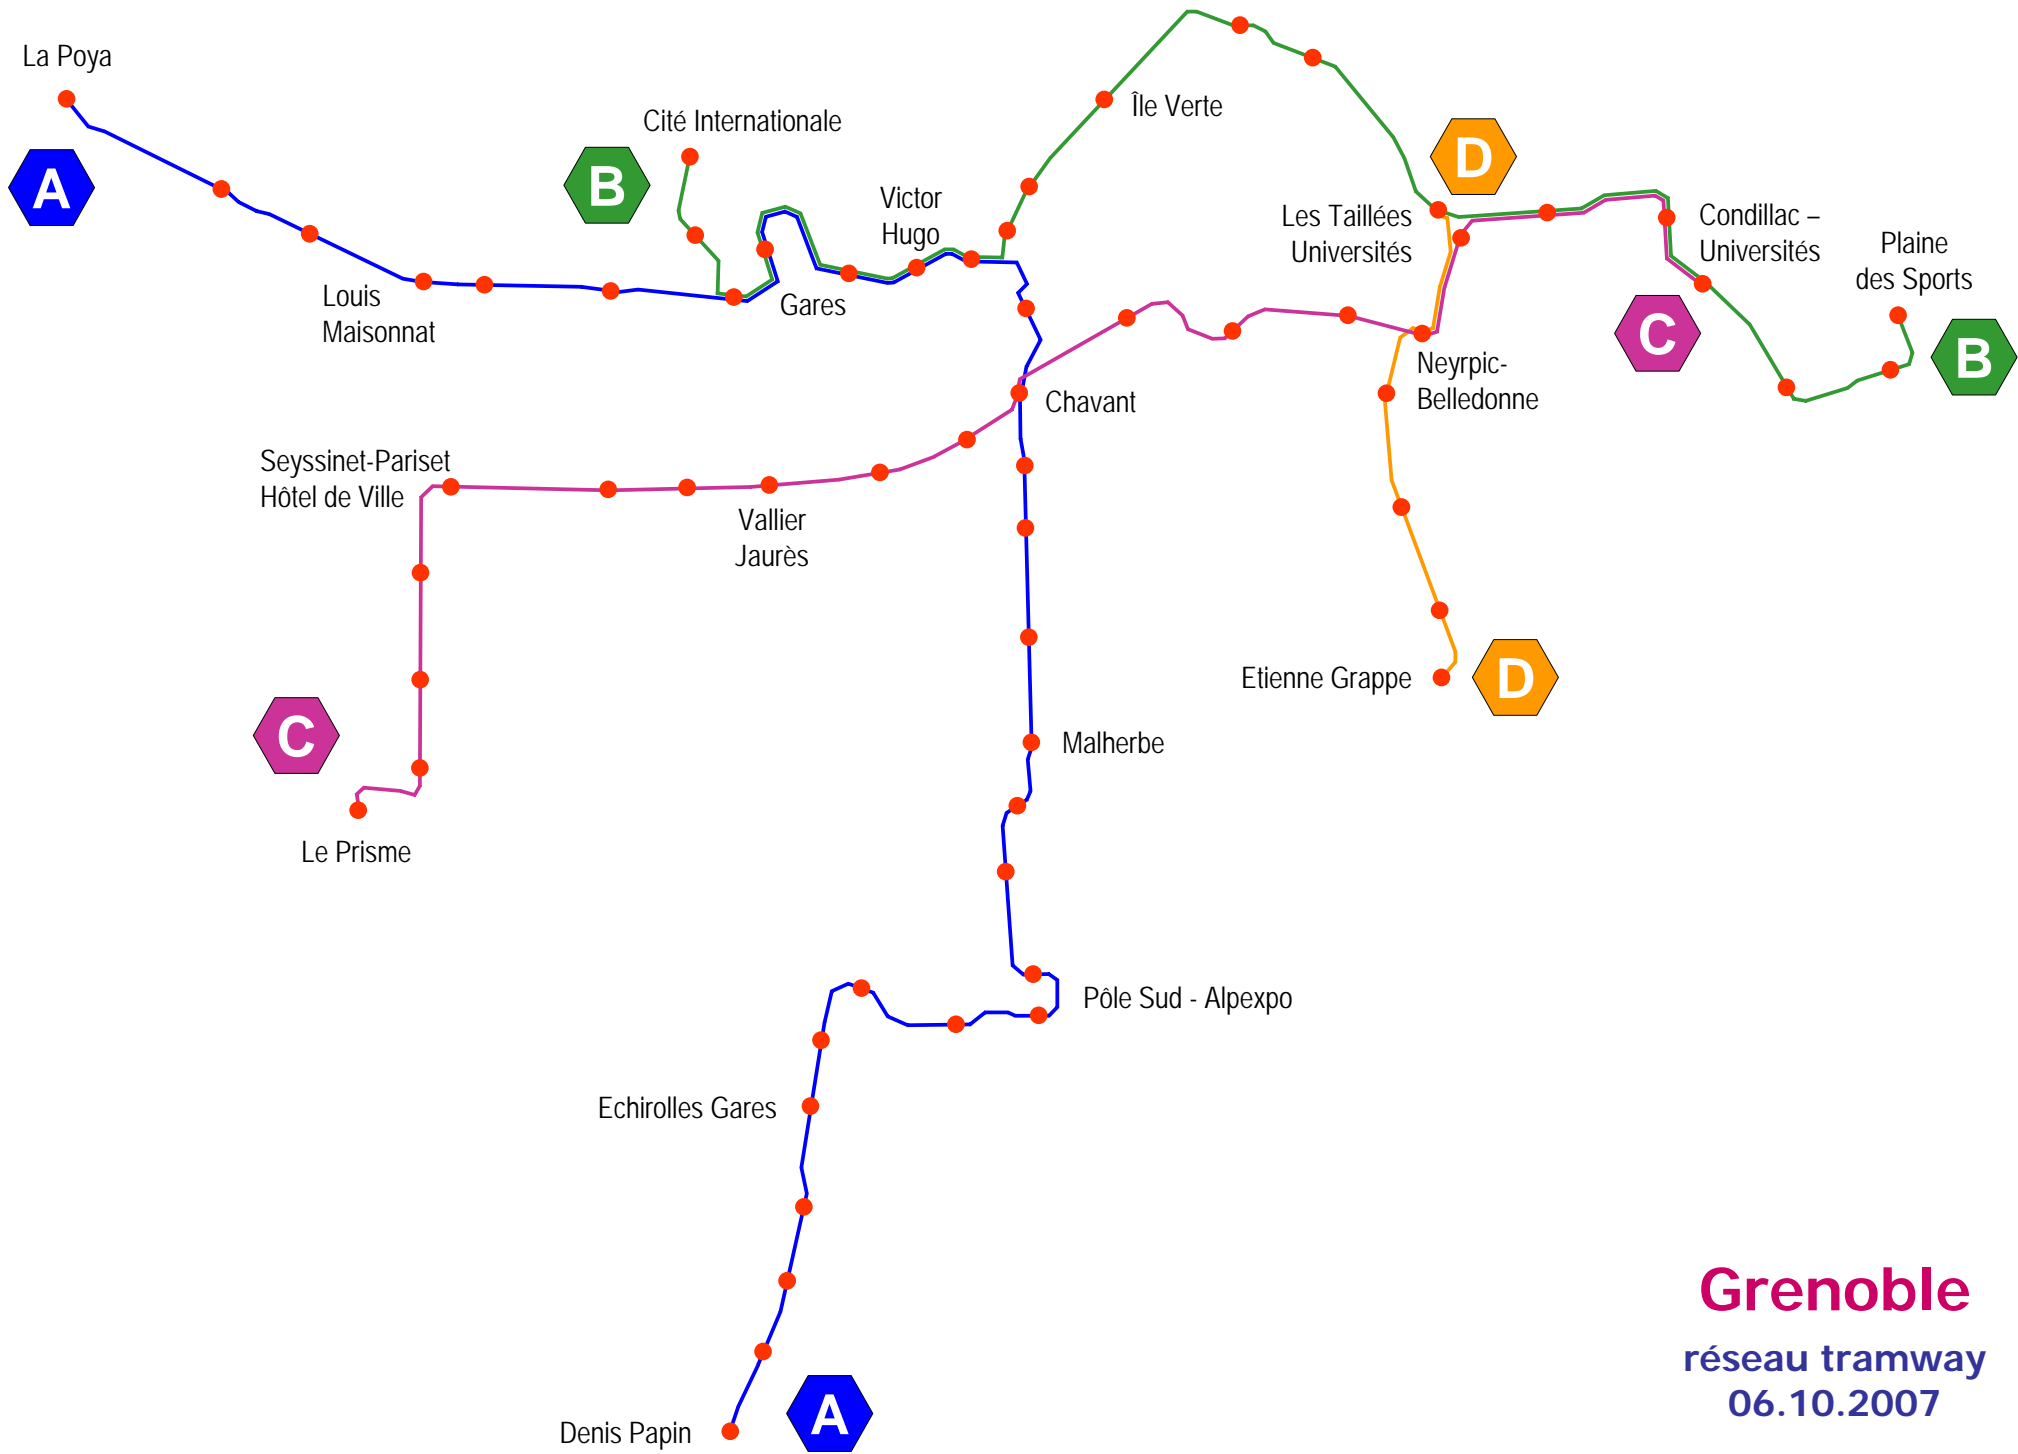 La Poya
A
Cité Internationale
B
Victor
Hugo
Île Verte
D
Les Taillées
Universités
Condillac –
Universités
Plaine
des Sports
Louis
Maisonnat
Gares
C
B
Neyrpic-
Belledonne
Chavant
Seyssinet-Pariset
Hôtel de Ville
Vallier
Jaurès
Etienne Grappe
D
C
Malherbe
Le Prisme
Pôle Sud - Alpexpo
Echirolles Gares
Denis Papin
A
Grenoble
réseau tramway
06.10.2007